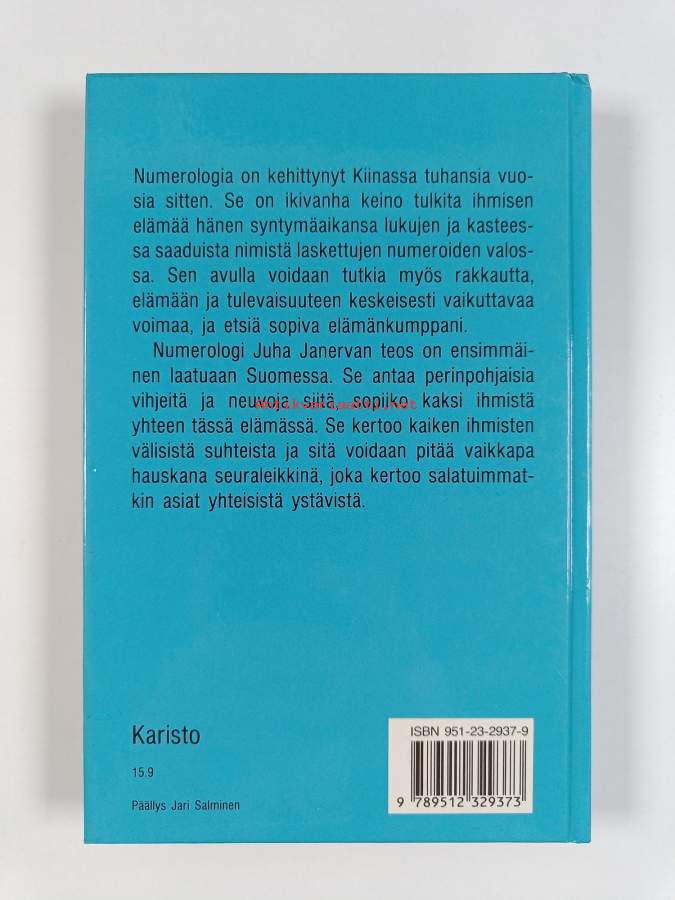 Numerologia on kehittynyt Kiinassa tuhansia vuo-
sia sitten. Se on ikivanha keino tulkita ihmisen
elämää hänen syntymäaikansa lukujen ja kastees-
sa saaduista nimistä laskettujen numeroiden valos-
sa. Sen avulla voidaan tutkia myös rakkautta,
elämään ja tulevaisuuteen keskeisesti vaikuttavaa
voimaa, ja etsiä sopiva elämänkumppani.
Numerologi Juha Janervan teos on ensimmäi-
nen laatuaan Suomessa. Se antaa perinpohjaisia
vihjeitä ja neuvoja siitä, sopiiko kaksi ihmistä
Antikvariaatti.net
yhteen tässä elämässä. Se kertoo kaiken ihmisten
välisistä suhteista ja sitä voidaan pitää vaikkapa
hauskana seuraleikkinä, joka kertoo salatuimmat-
kin asiat yhteisistä ystävistä.
Karisto
15.9
Päällys Jari Salminen
ISBN 951-23-2937-9
9 789512 329373